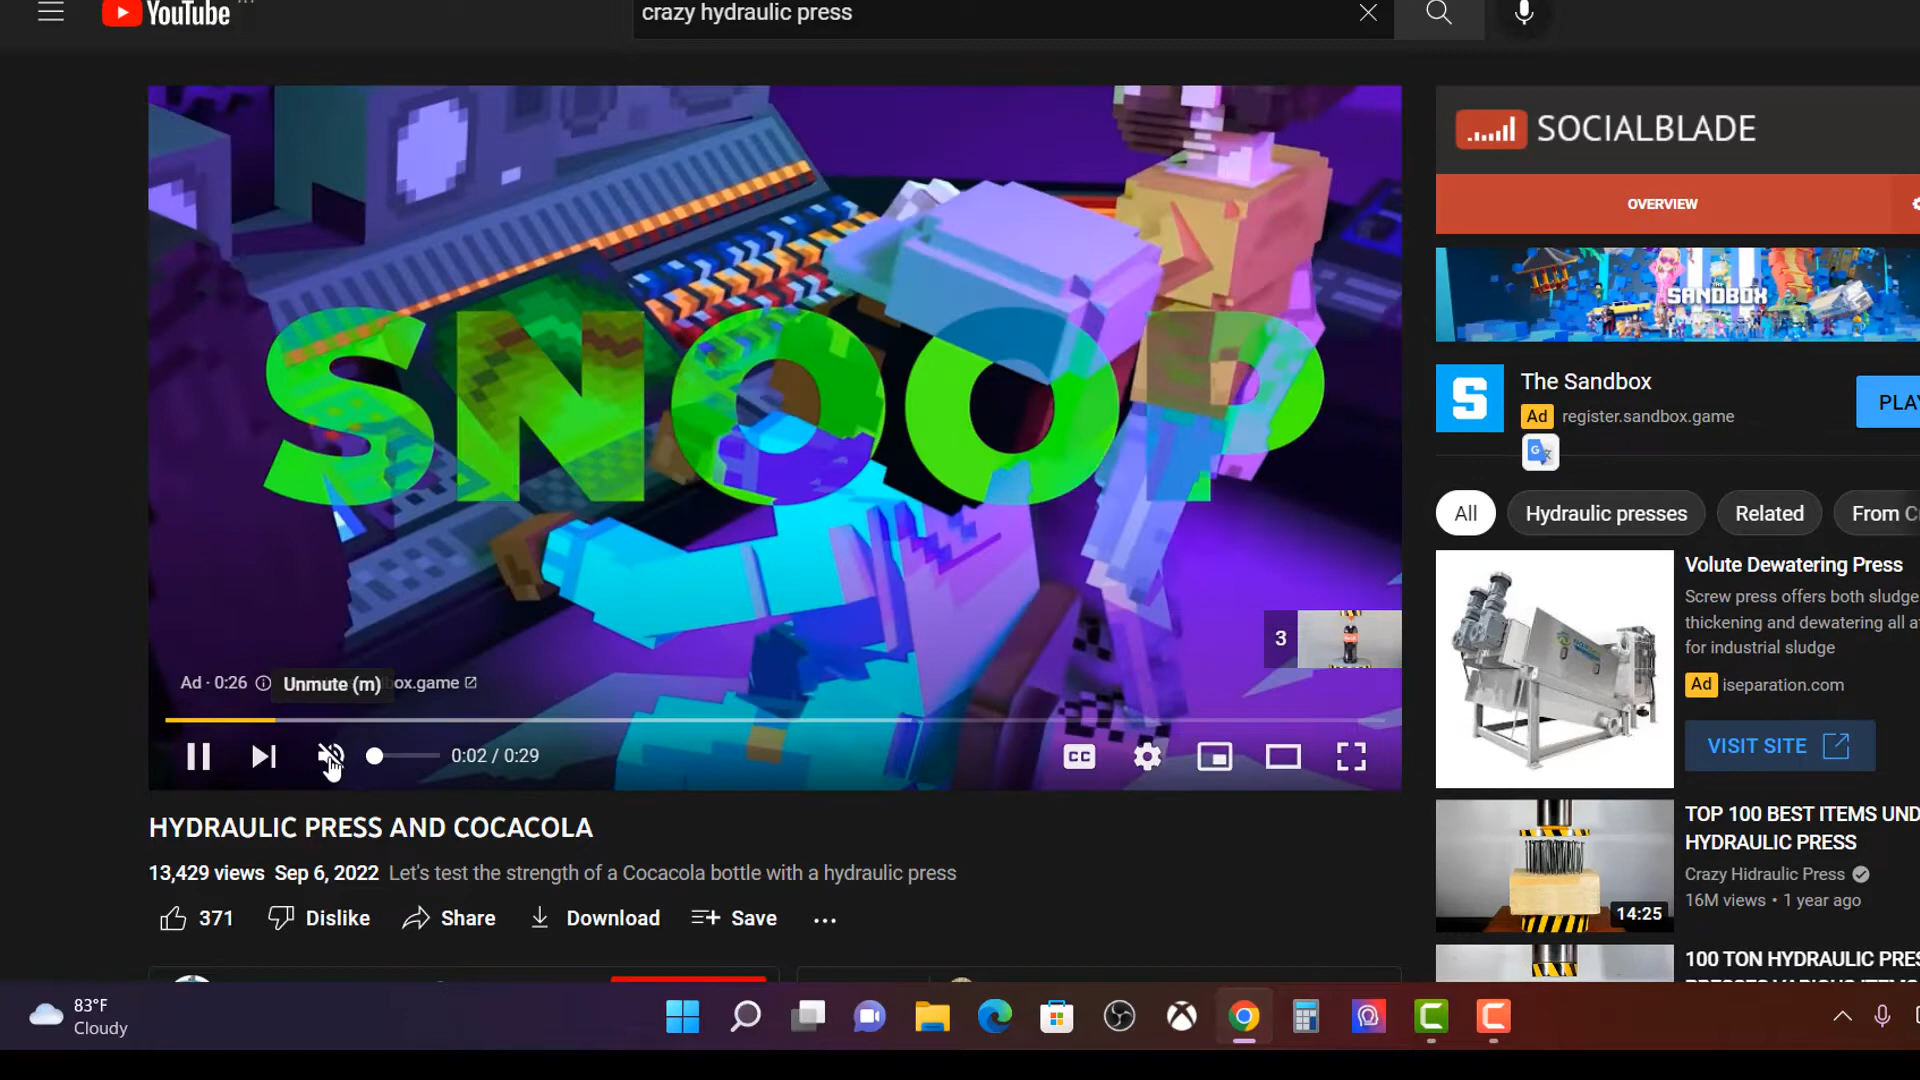 YouTube
crazy hydraulic press
SNOOP
Ad · 0:26
Unmute (m)
box.game
3
CC
0:02 / 0:29
HYDRAULIC PRESS AND COCACOLA
13,429 views Sep 6, 2022 Let's test the strength of a Cocacola bottle with a hydraulic press
371 Dislike Share Download Save ...
SOCIALBLADE
OVERVIEW
THE SANDBOX
S The Sandbox
Ad register.sandbox.game
PLAY
G
All Hydraulic presses Related From C
Volute Dewatering Press
Screw press offers both sludge
thickening and dewatering all a
for industrial sludge
Ad iseparation.com
VISIT SITE
TOP 100 BEST ITEMS UND
HYDRAULIC PRESS
Crazy Hidraulic Press
16M views • 1 year ago
14:25
100 TON HYDRAULIC PRES
83°F
Cloudy